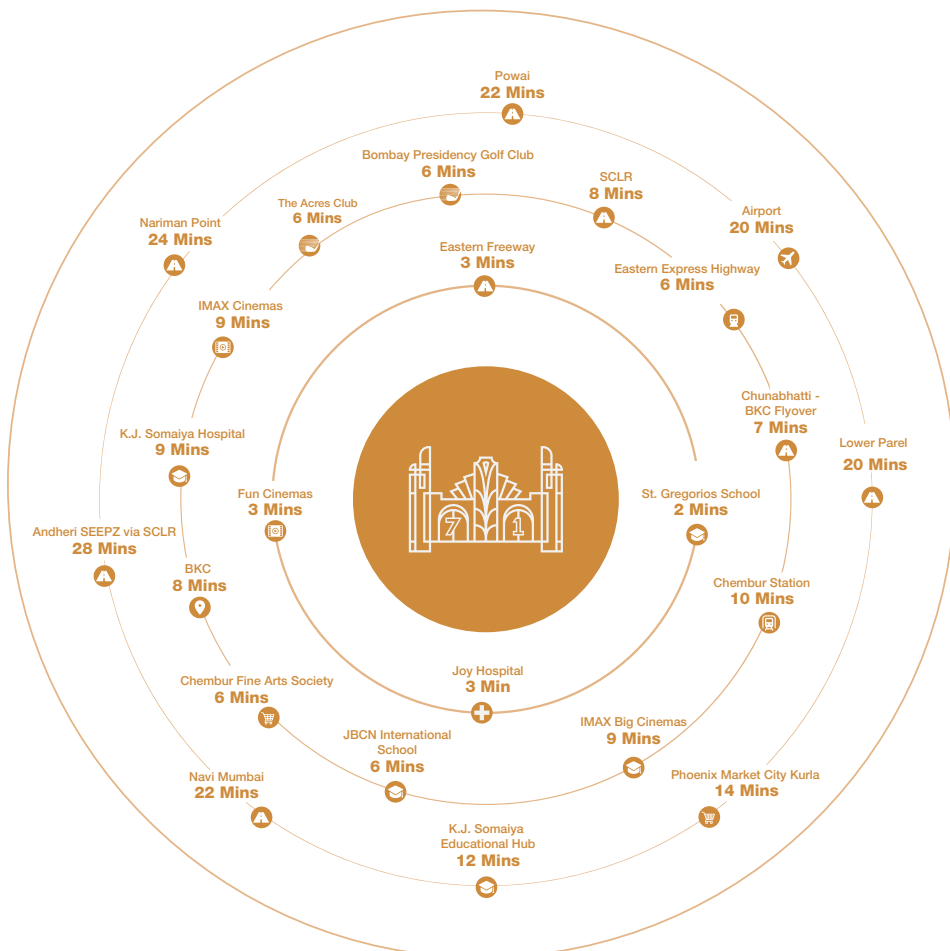 Powai
22 Mins
Bombay Presidency Golf Club
6 Mins
SCLR
8 Mins
The Acres Club
6 Mins
Airport
20 Mins
Nariman Point
24 Mins
Eastern Freeway
3 Mins
Eastern Express Highway
6 Mins
IMAX Cinemas
9 Mins
Chunabhatti -
BKC Flyover
7 Mins
K.J. Somaiya Hospital
9 Mins
Lower Parel
20 Mins
Fun Cinemas
3 Mins
St. Gregorios School
2 Mins
7 1
Andheri SEEPZ via SCLR
28 Mins
BKC
8 Mins
Chembur Station
10 Mins
Joy Hospital
3 Min
Chembur Fine Arts Society
6 Mins
IMAX Big Cinemas
9 Mins
JBCN International
School
6 Mins
Navi Mumbai
22 Mins
Phoenix Market City Kurla
14 Mins
K.J. Somaiya
Educational Hub
12 Mins